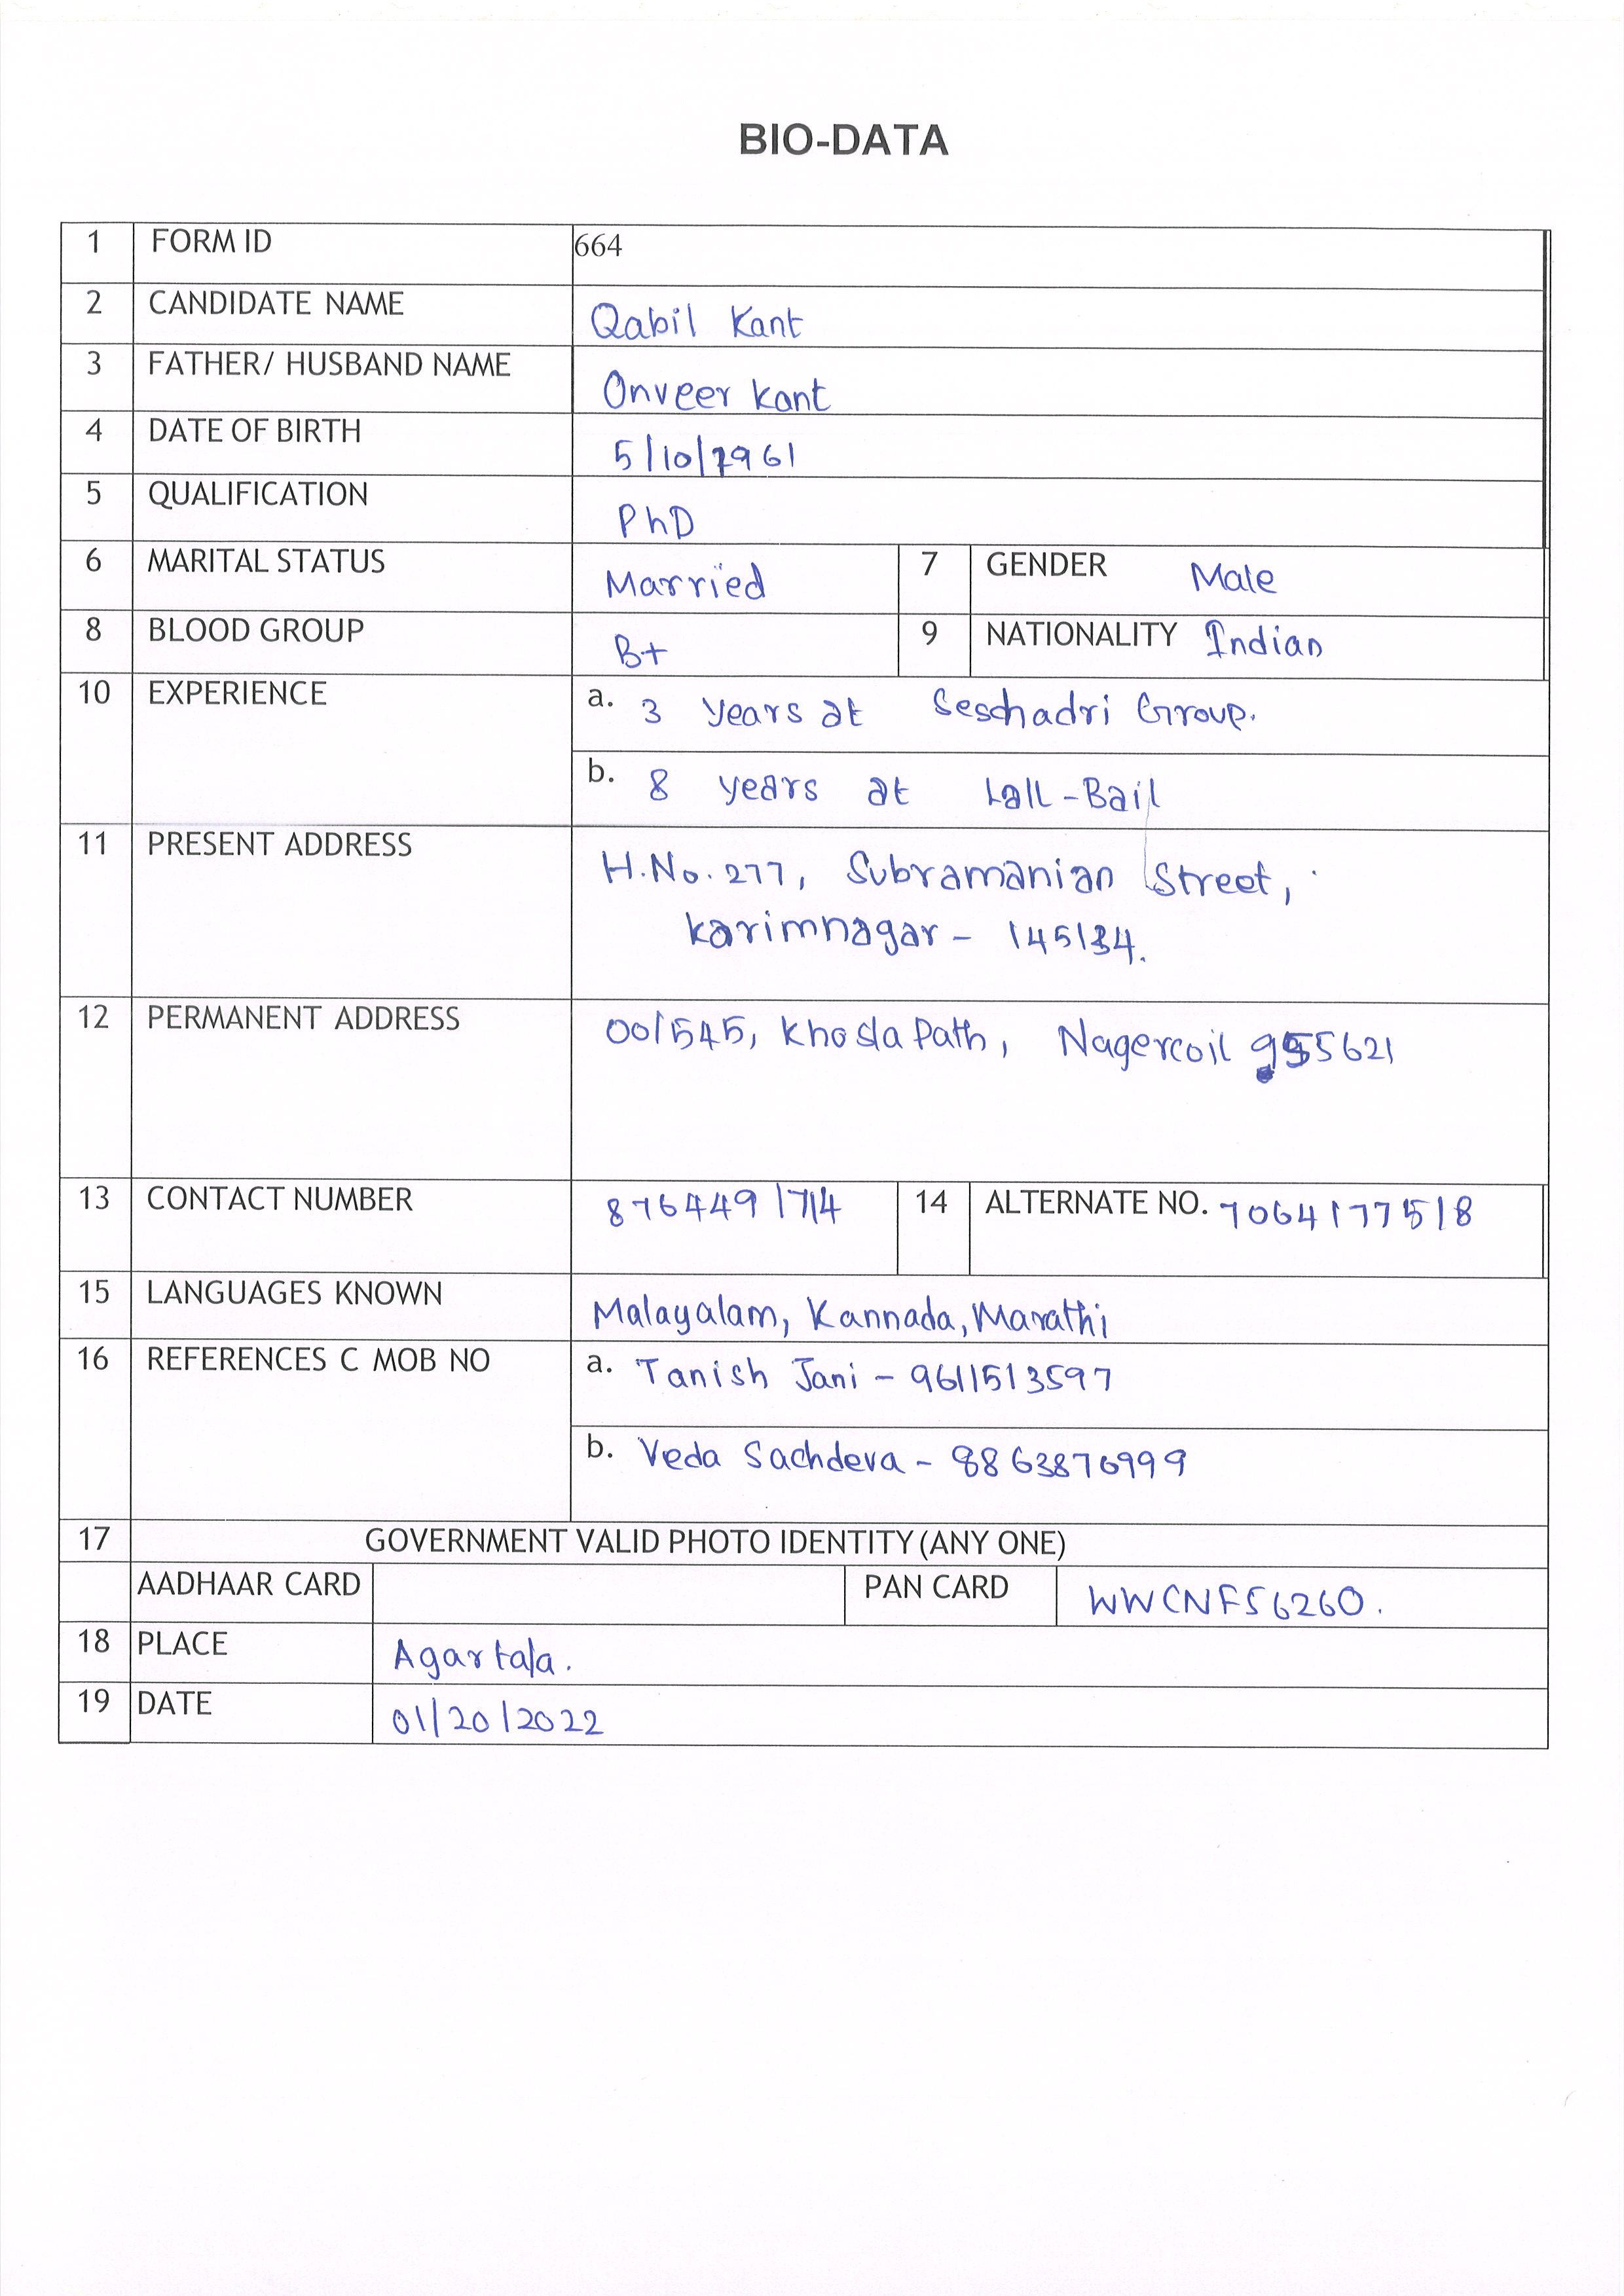 BIO-DATA
1 FORM ID 664
2 CANDIDATE NAME Qabil Kant
3 FATHER/ HUSBAND NAME Onveer Kant
4 DATE OF BIRTH 5/10/1961
5 QUALIFICATION PhD
6 MARITAL STATUS Married 7 GENDER Male
8 BLOOD GROUP B+ 9 NATIONALITY Indian
10 EXPERIENCE a. 3 years at Seschadri Group.
b. 8 years at Lall-Bail
11 PRESENT ADDRESS H.No. 277, Subramanian Street,
Karimnagar - 145134.
12 PERMANENT ADDRESS 00/545, Khosla Path, Nagercoil 955621
13 CONTACT NUMBER 8764491714 14 ALTERNATE NO. 7064177518
15 LANGUAGES KNOWN Malayalam, Kannada, Marathi
16 REFERENCES C MOB NO a. Tanish Jani - 9611513597
b. Veda Sachdeva - 8863876999
17 GOVERNMENT VALID PHOTO IDENTITY (ANY ONE)
AADHAAR CARD PAN CARD WWCNF56260.
18 PLACE Agartala.
19 DATE 01/20/2022